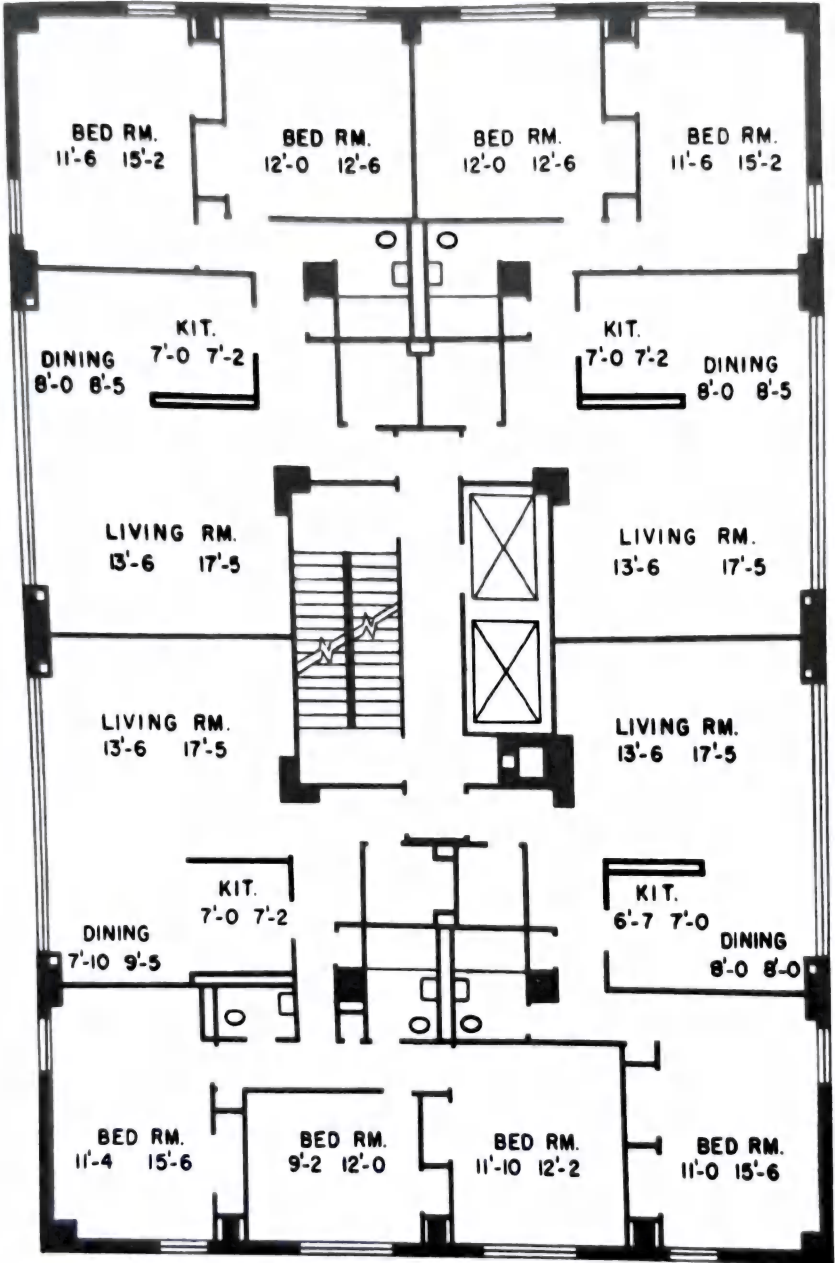 BED RM.
11'-6 15'-2
BED RM.
12'-0 12'-6
BED RM.
12'-0 12'-6
BED RM.
11'-6 15'-2
KIT.
7'-0 7'-2
DINING
8'-0 8'-5
KIT.
7'-0 7'-2
DINING
8'-0 8'-5
LIVING RM.
13'-6 17'-5
LIVING RM.
13'-6 17'-5
LIVING RM.
13'-6 17'-5
LIVING RM.
13'-6 17'-5
KIT.
7'-0 7'-2
DINING
7'-10 9'-5
KIT.
6'-7 7'-0
DINING
8'-0 8'-0
BED RM.
11'-4 15'-6
BED RM.
9'-2 12'-0
BED RM.
11'-10 12'-2
BED RM.
11'-0 15'-6